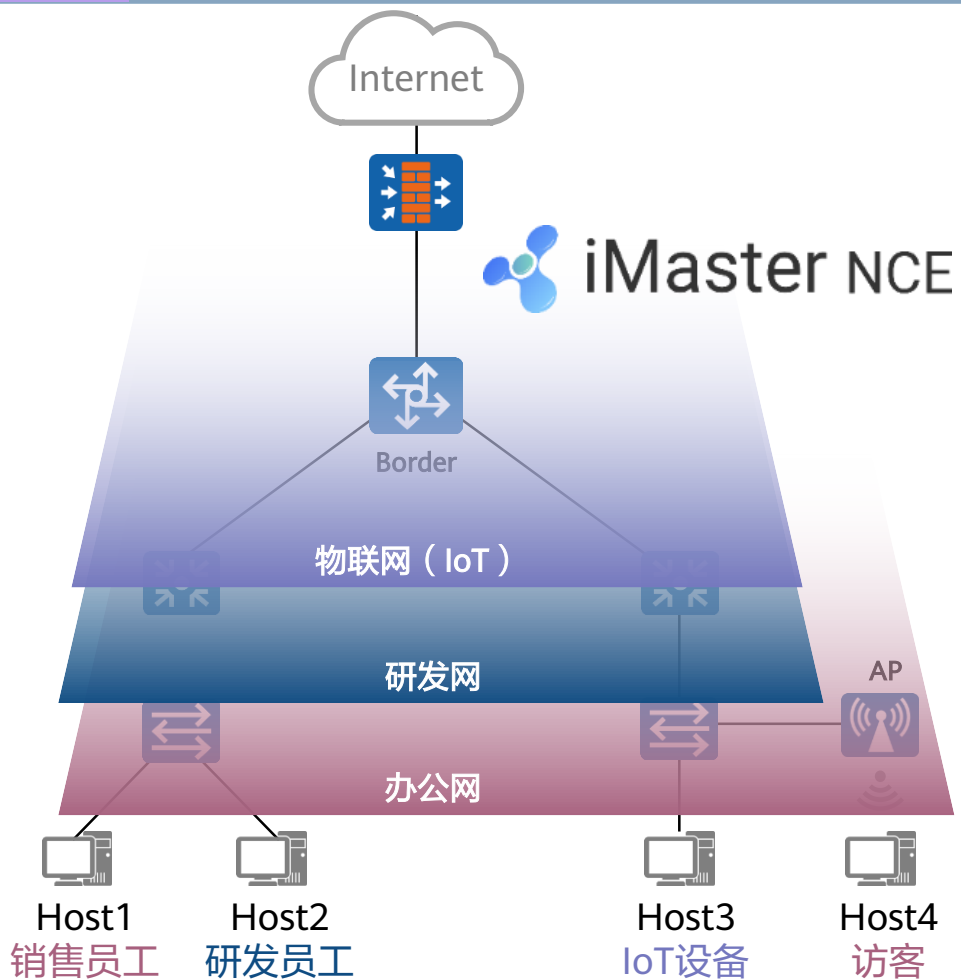 Internet
iMaster NCE
Border
物联网（IoT）
研发网
AP
办公网
Host1
Host2
Host3
Host4
销售员工
研发员工
IoT设备
访客